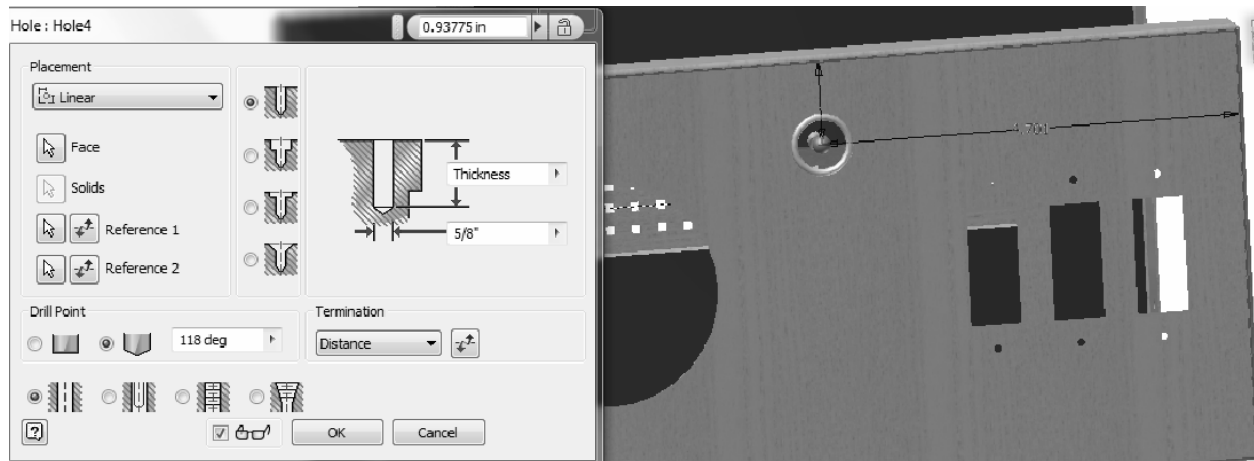 Hole : Hole4
0.93775 in
Placement
Linear
Face
Solids
Reference 1
Reference 2
Thickness
5/8"
Drill Point
118 deg
Termination
Distance
?
OK
Cancel